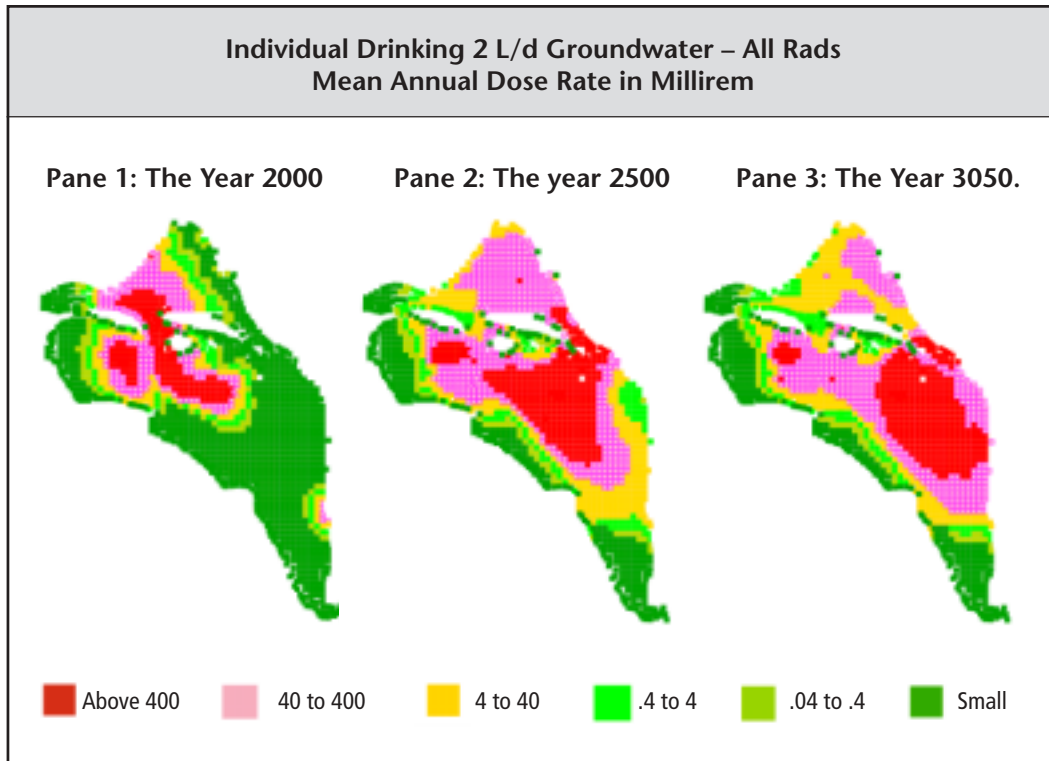 Individual Drinking 2 L/d Groundwater – All Rads
Mean Annual Dose Rate in Millirem
Pane 1: The Year 2000
Pane 2: The year 2500
Pane 3: The Year 3050.
Above 400
40 to 400
4 to 40
.4 to 4
.04 to .4
Small